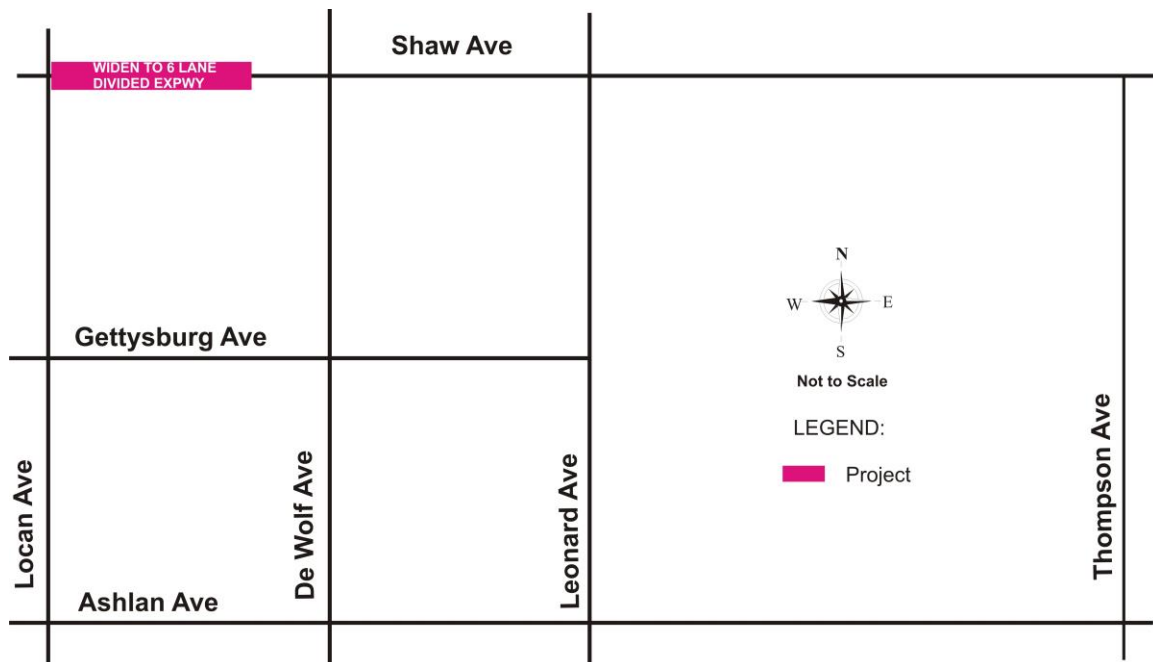 Shaw Ave
WIDEN TO 6 LANE
DIVIDED EXPWY
N
W
E
S
Gettysburg Ave
Not to Scale
LEGEND:
Project
Locan Ave
De Wolf Ave
Leonard Ave
Thompson Ave
Ashlan Ave